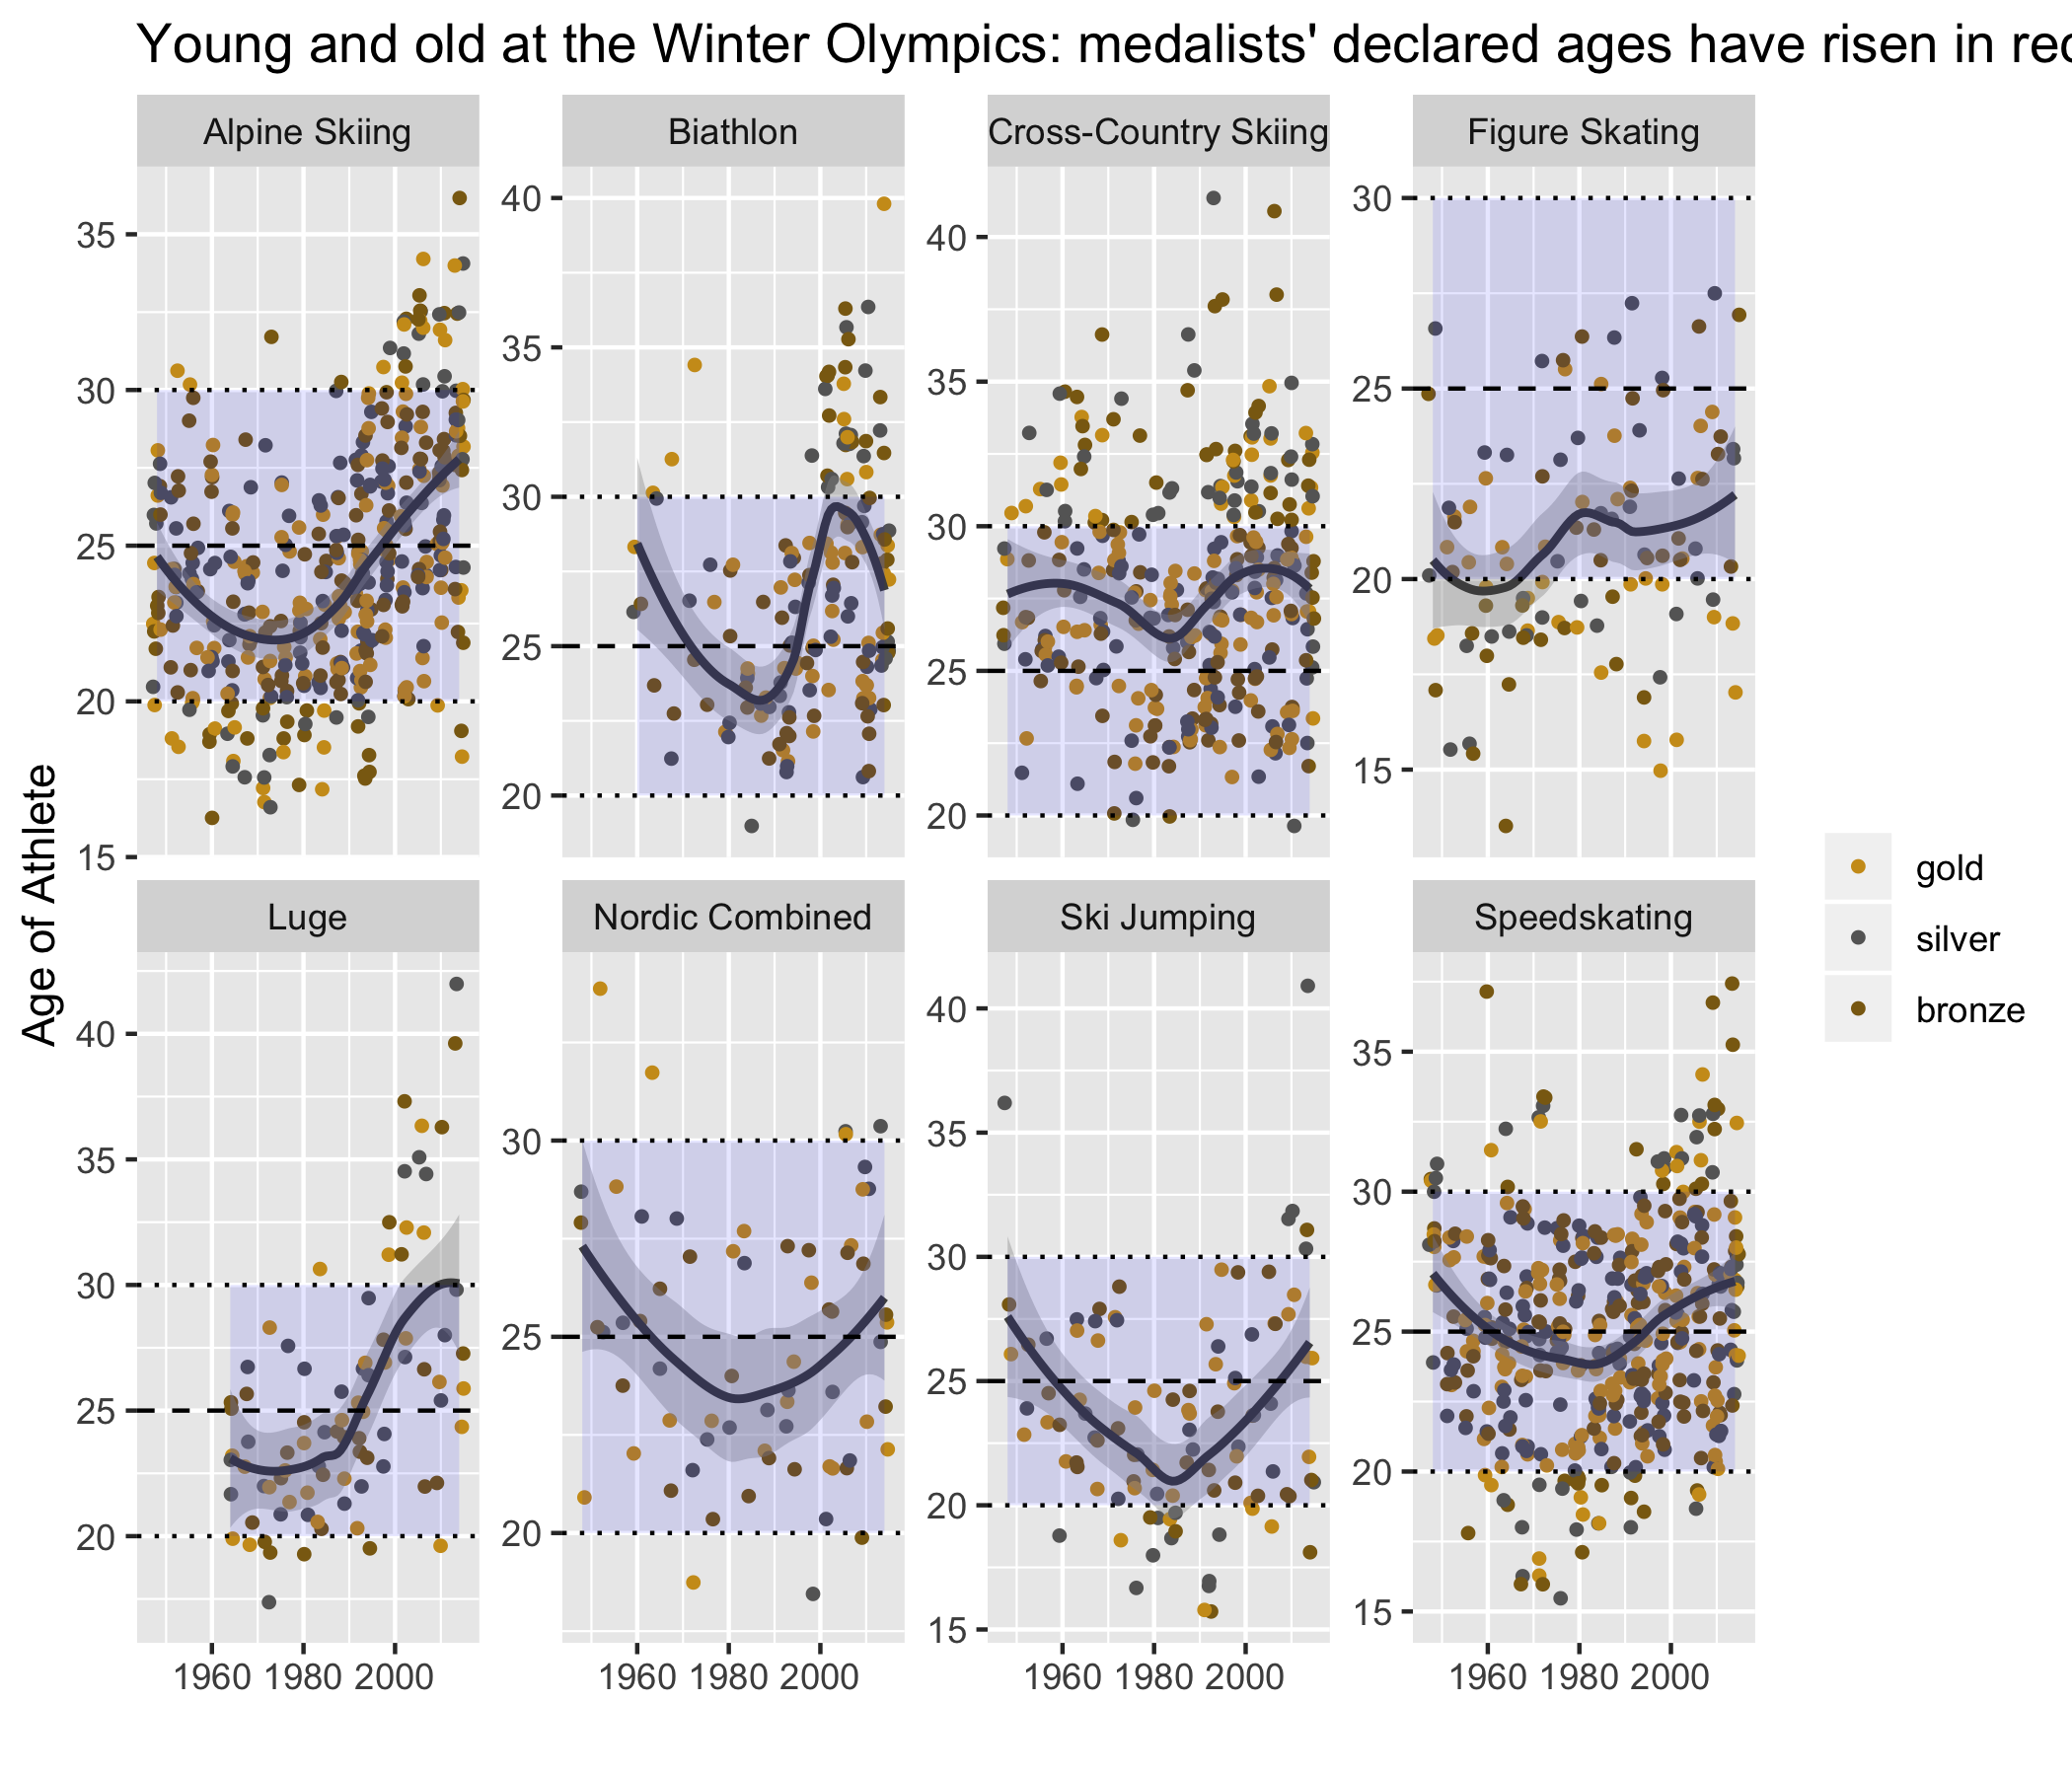 Young and old at the Winter Olympics: medalists' declared ages have risen in rec
Alpine Skiing
Biathlon
Cross-Country Skiing
Figure Skating
35
30
25
20
15
40
35
30
25
20
40
35
30
25
20
30
25
20
15
Age of Athlete
gold
silver
bronze
Luge
Nordic Combined
Ski Jumping
Speedskating
40
35
30
25
20
30
25
20
40
35
30
25
20
15
35
30
25
20
15
1960 1980 2000
1960 1980 2000
1960 1980 2000
1960 1980 2000